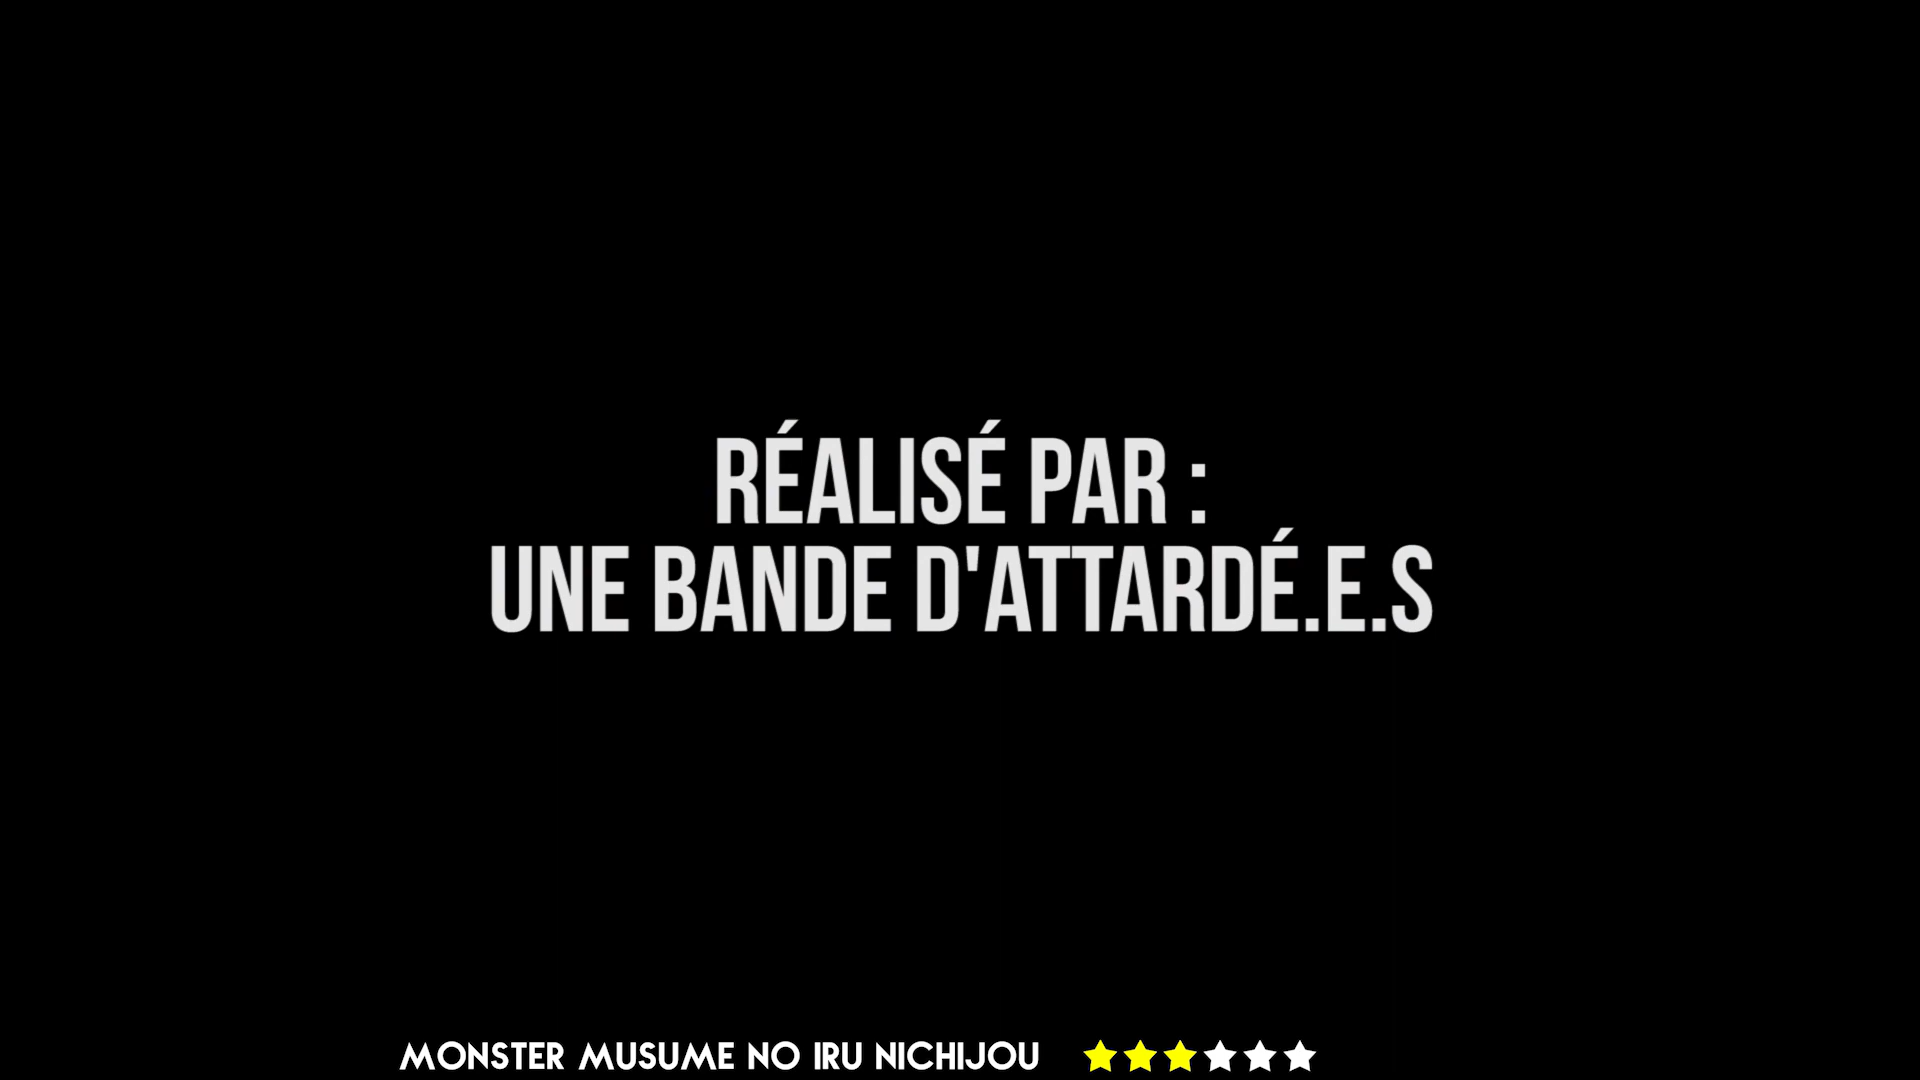 RÉALISÉ PAR :
UNE BANDE D'ATTARDÉ.E.S
MONSTER MUSUME NO IRU NICHIJOU